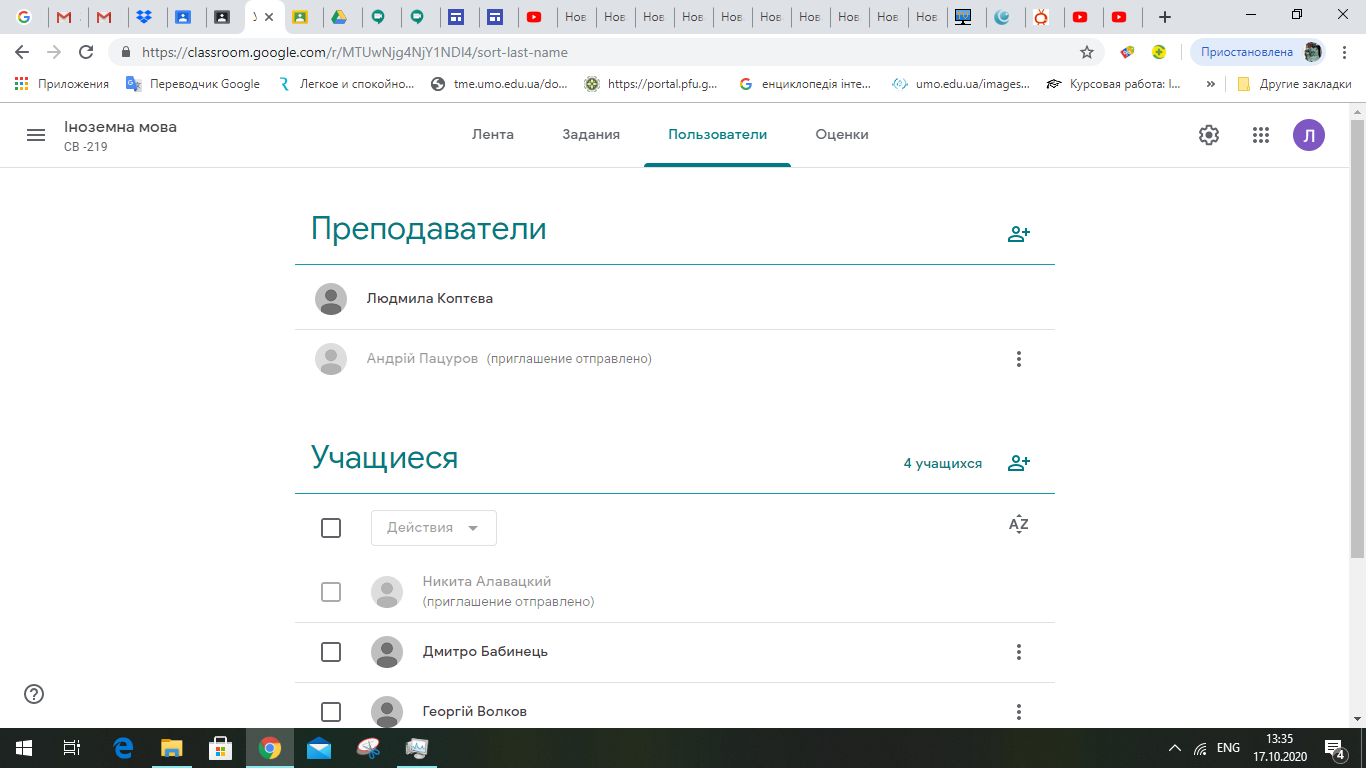 У
Нов
Нов
Нов
Нов
Нов
Нов
Нов
Нов
Нов
Нов
https://classroom.google.com/r/MTUwNjg4NjY1NDI4/sort-last-name
Приостановлена
Приложения
Переводчик Google
Легкое и спокойно...
tme.umo.edu.ua/do...
https://portal.pfu.g...
енциклопедія інте...
umo.edu.ua/images...
Курсовая работа: І...
»
Другие закладки
Іноземна мова
СВ -219
Лента
Задания
Пользователи
Оценки
Л
Преподаватели
Людмила Коптєва
Андрій Пацуров (приглашение отправлено)
Учащиеся
4 учащихся
Действия
AZ
Никита Алавацкий
(приглашение отправлено)
Дмитро Бабинець
Георгій Волков
ENG
13:35
17.10.2020
4